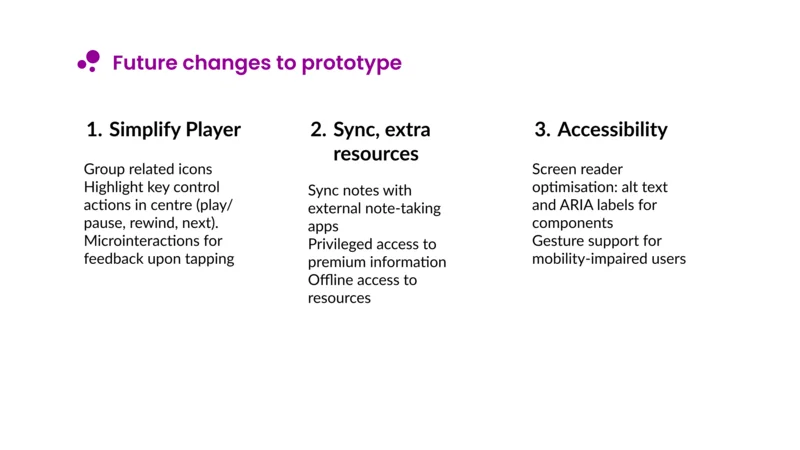 Future changes to prototype
1. Simplify Player
Group related icons
Highlight key control
actions in centre (play/
pause, rewind, next).
Microinteractions for
feedback upon tapping
2. Sync, extra
resources
Sync notes with
external note-taking
apps
Privileged access to
premium information
Offline access to
resources
3. Accessibility
Screen reader
optimisation: alt text
and ARIA labels for
components
Gesture support for
mobility-impaired users